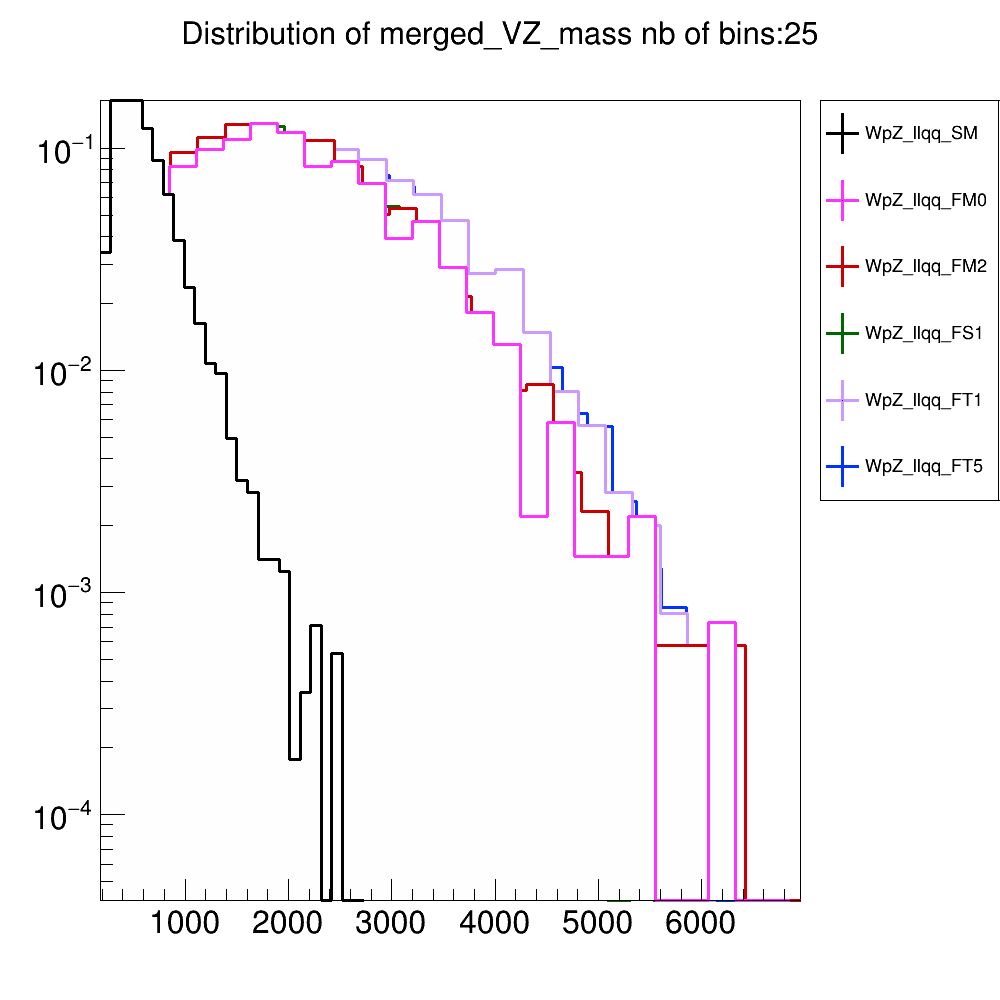 Distribution of merged_VZ_mass nb of bins:25
10⁻¹
10⁻²
10⁻³
10⁻⁴
1000 2000 3000 4000 5000 6000
WpZ_llqq_SM
WpZ_llqq_FM0
WpZ_llqq_FM2
WpZ_llqq_FS1
WpZ_llqq_FT1
WpZ_llqq_FT5